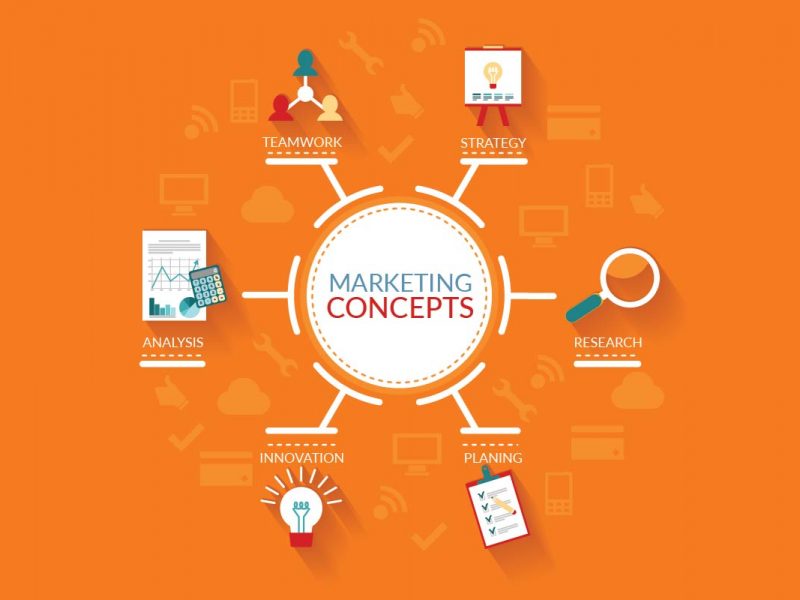 TEAMWORK
STRATEGY
MARKETING
CONCEPTS
ANALYSIS
RESEARCH
INNOVATION
PLANING